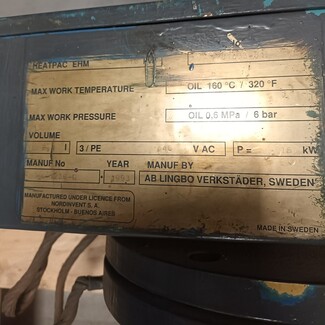 HEATPAC EHM
MAX WORK TEMPERATURE OIL 160 °C / 320 °F
MAX WORK PRESSURE OIL 0,6 MPa / 6 bar
VOLUME
l 3 / PE V AC P = kW
MANUF No YEAR MANUF BY
AB LINGBO VERKSTÄDER, SWEDEN
MANUFACTURED UNDER LICENCE FROM
NORDINVENT S. A.
STOCKHOLM - BUENOS AIRES
MADE IN SWEDEN